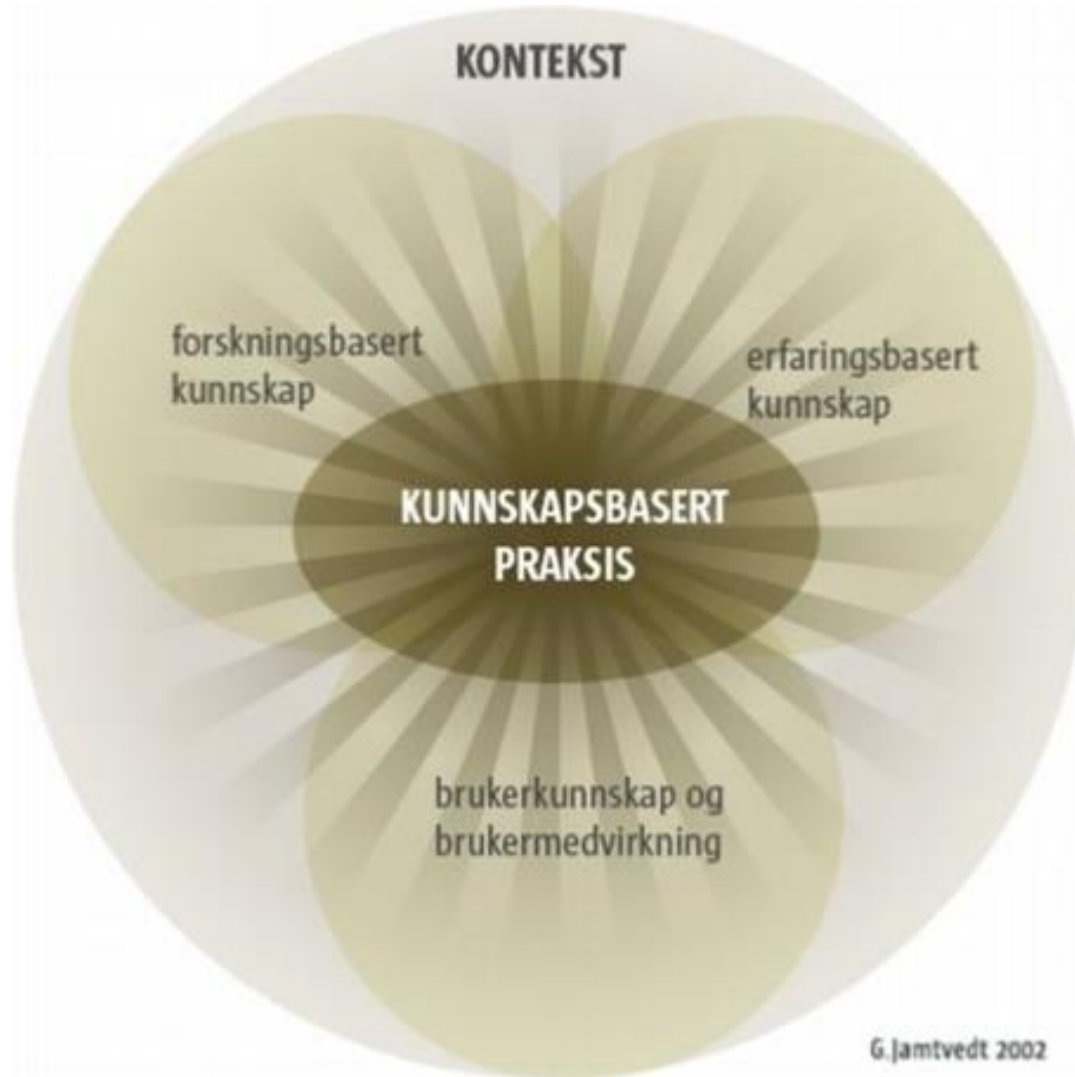 KONTEKST
forskningsbasert
kunnskap
erfaringsbasert
kunnskap
KUNNSKAPSBASERT
PRAKSIS
brukerkunnskap og
brukermedvirkning
G.Jamtvedt 2002